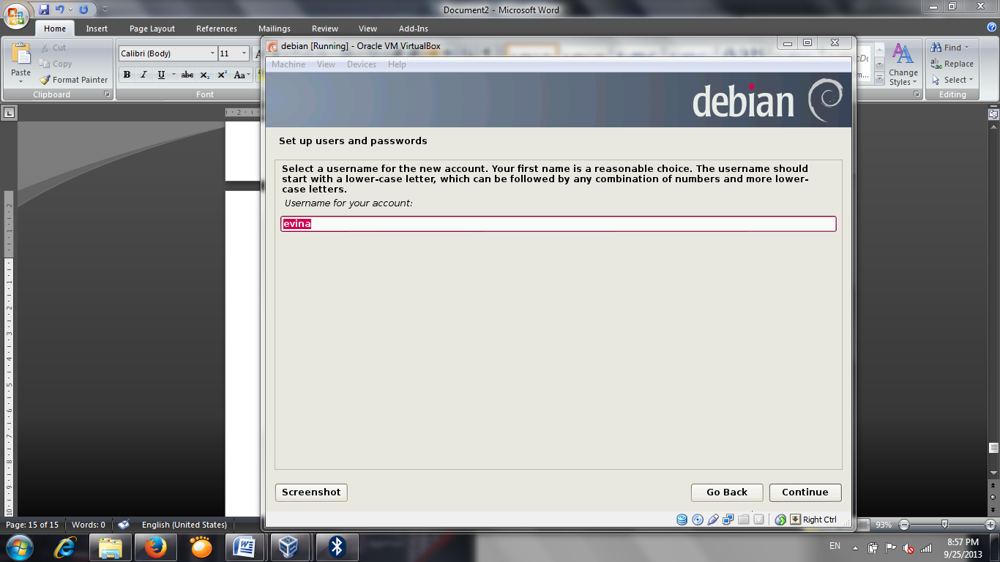 Document2 - Microsoft Word
Home Insert Page Layout References Mailings Review View Add-Ins
Paste
Cut
Copy
Format Painter
Clipboard
Calibri (Body) 11
B I U abc x₂ x² Aa
Font
Change
Styles
Find
Replace
Select
Editing
debian [Running] - Oracle VM VirtualBox
Machine View Devices Help
debian
Set up users and passwords
Select a username for the new account. Your first name is a reasonable choice. The username should
start with a lower-case letter, which can be followed by any combination of numbers and more lower-
case letters.
Username for your account:
evina
Screenshot Go Back Continue
Right Ctrl
Page: 15 of 15 Words: 0 English (United States) 93%
EN
8:57 PM
9/25/2013